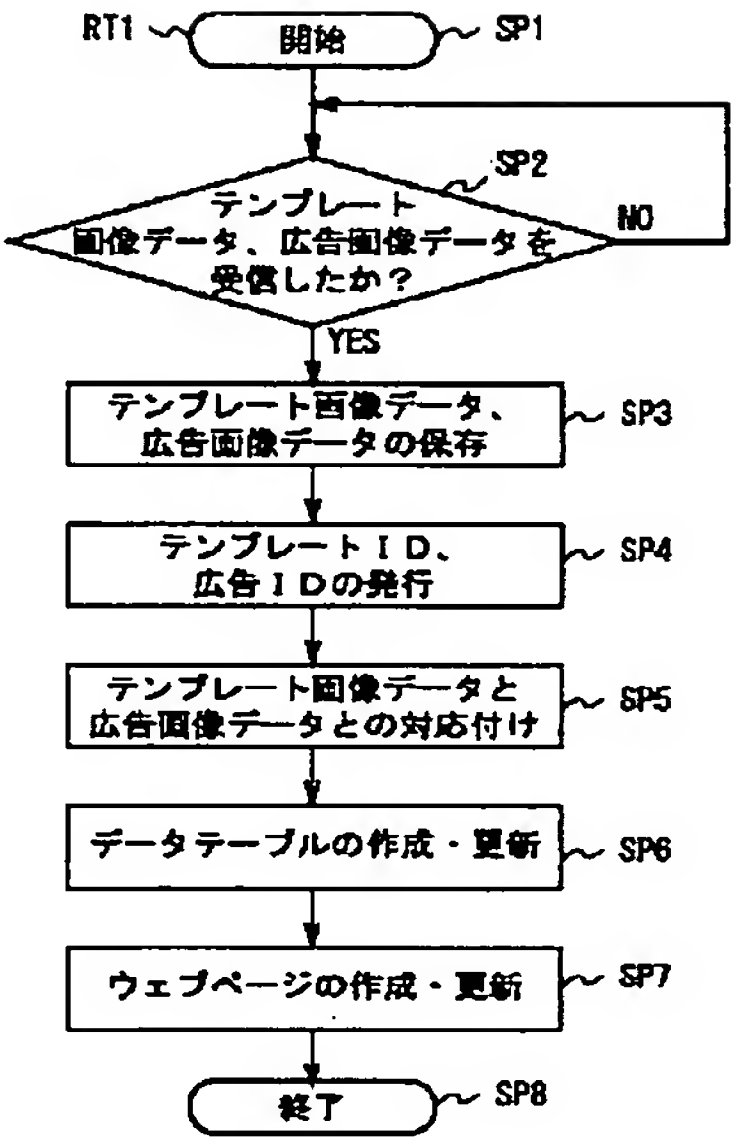 RT1 開始 SP1
SP2
テンプレート
画像データ、広告画像データを
受信したか?
NO
YES
テンプレート画像データ、
広告画像データの保存
SP3
テンプレートID、
広告IDの発行
SP4
テンプレート画像データと
広告画像データとの対応付け
SP5
データテーブルの作成・更新
SP6
ウェブページの作成・更新
SP7
終了 SP8